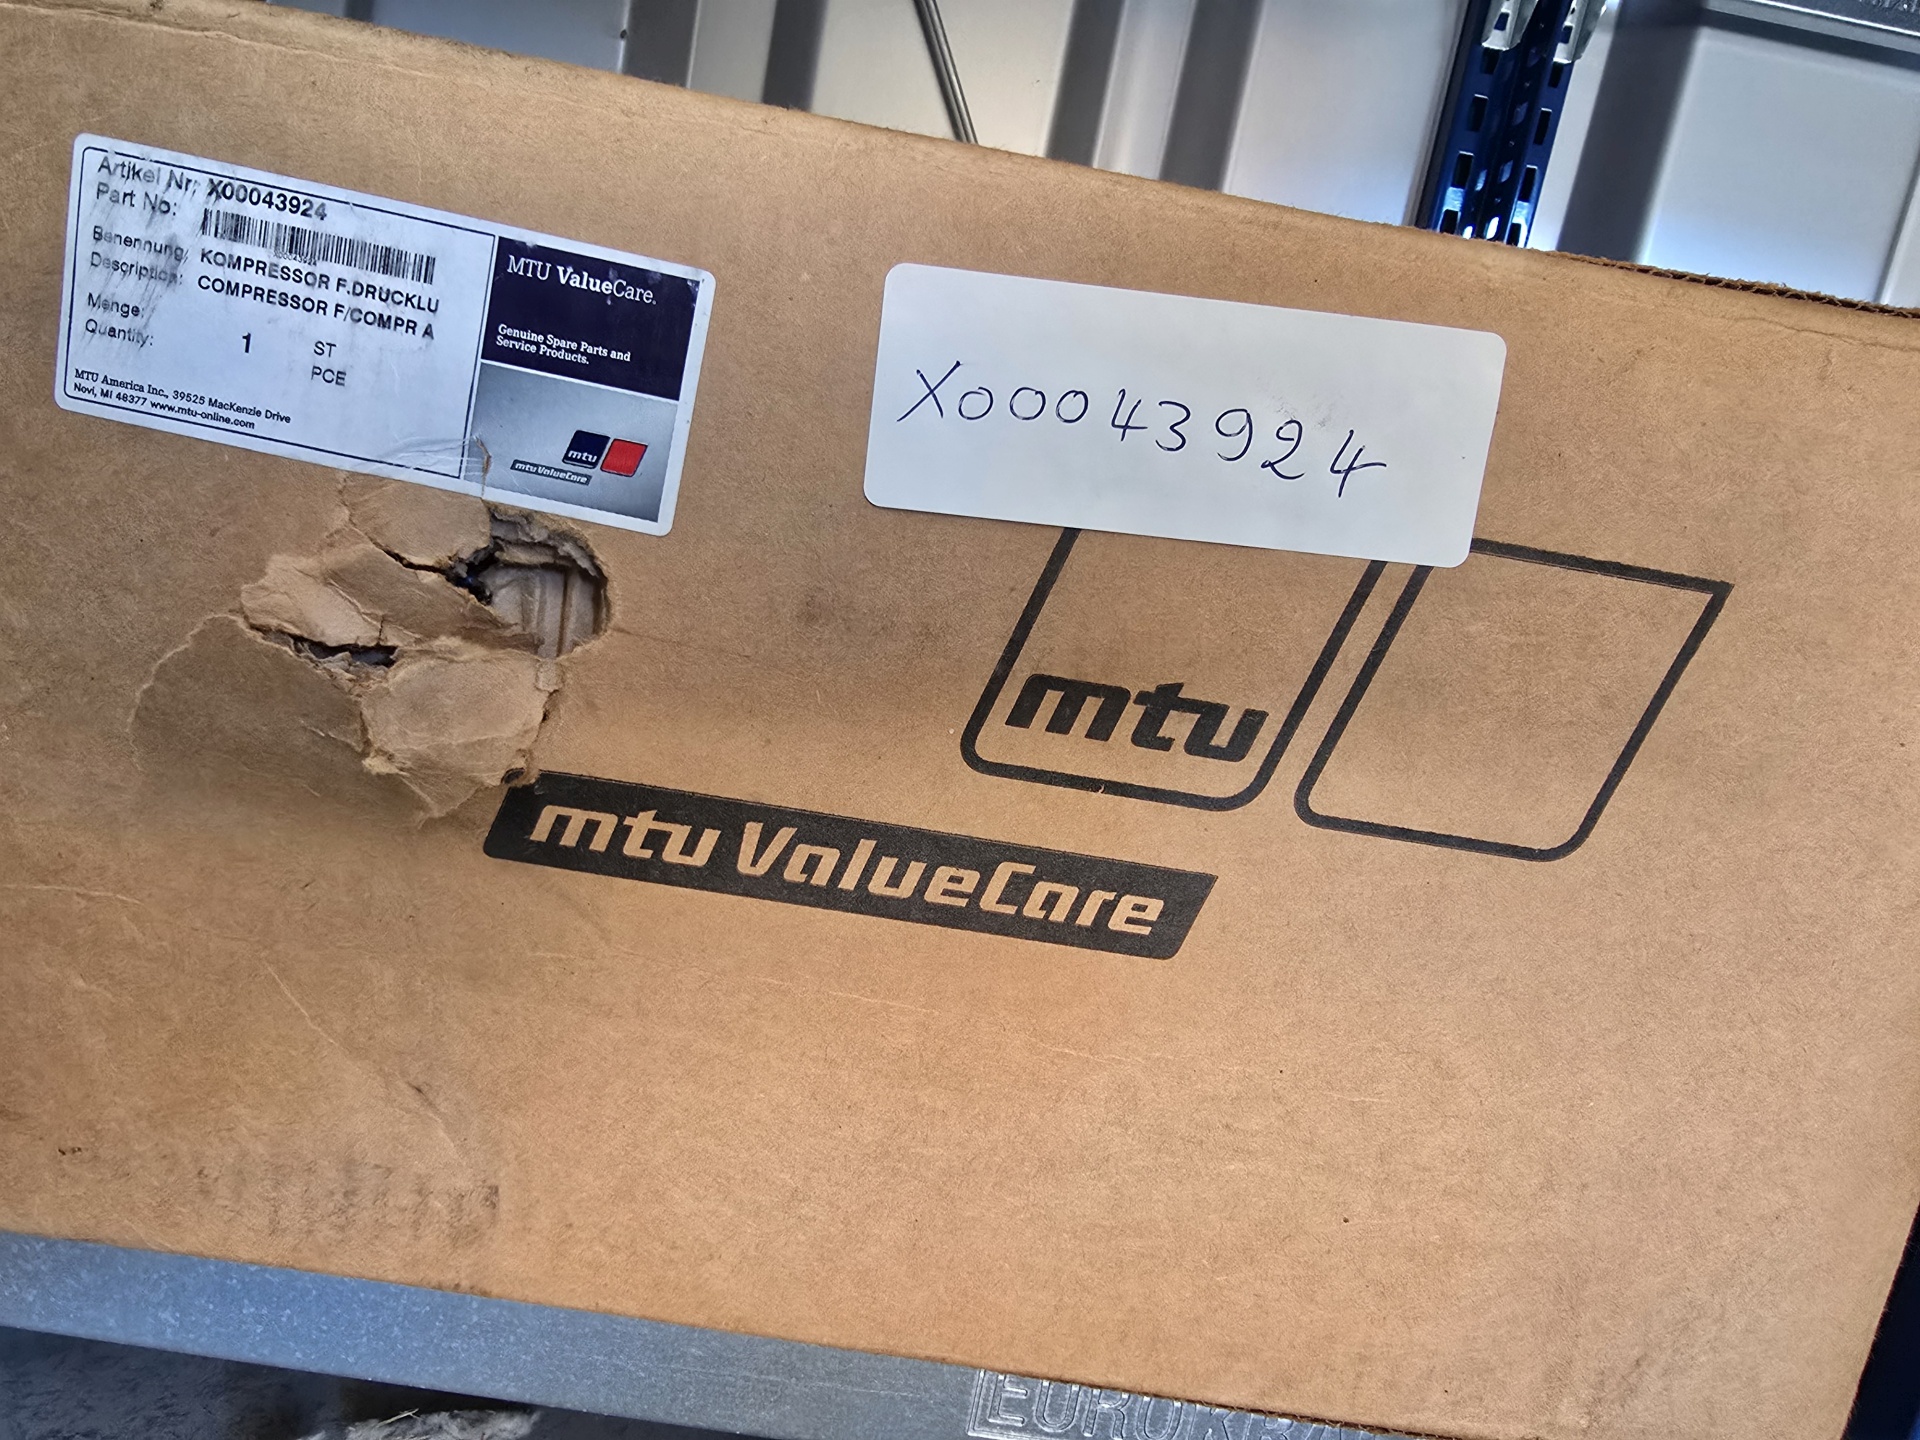 Artikel Nr: X00043924
Part No:
X00043924
Benennung: KOMPRESSOR F.DRUCKLU
Description: COMPRESSOR F/COMPR A
Menge:
Quantity: 1 ST
PCE
MTU America Inc., 39525 MacKenzie Drive
Novi, MI 48377 www.mtu-online.com
MTU ValueCare.
Genuine Spare Parts and
Service Products.
mtu
mtu ValueCare
X00043924
mtu
mtu ValueCare